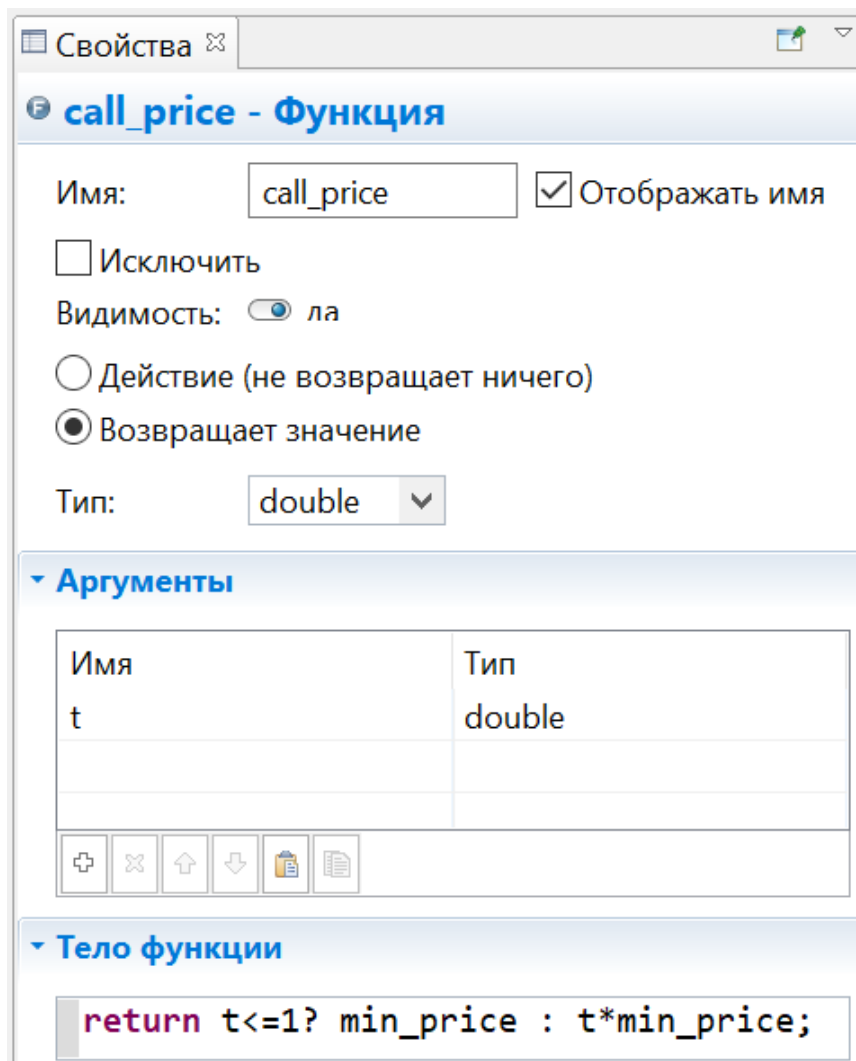 Свойства
call_price - Функция
Имя: call_price Отображать имя
Исключить
Видимость: да
Действие (не возвращает ничего)
Возвращает значение
Тип: double
Аргументы
Имя Тип
t double
Тело функции
return t<=1? min_price : t*min_price;